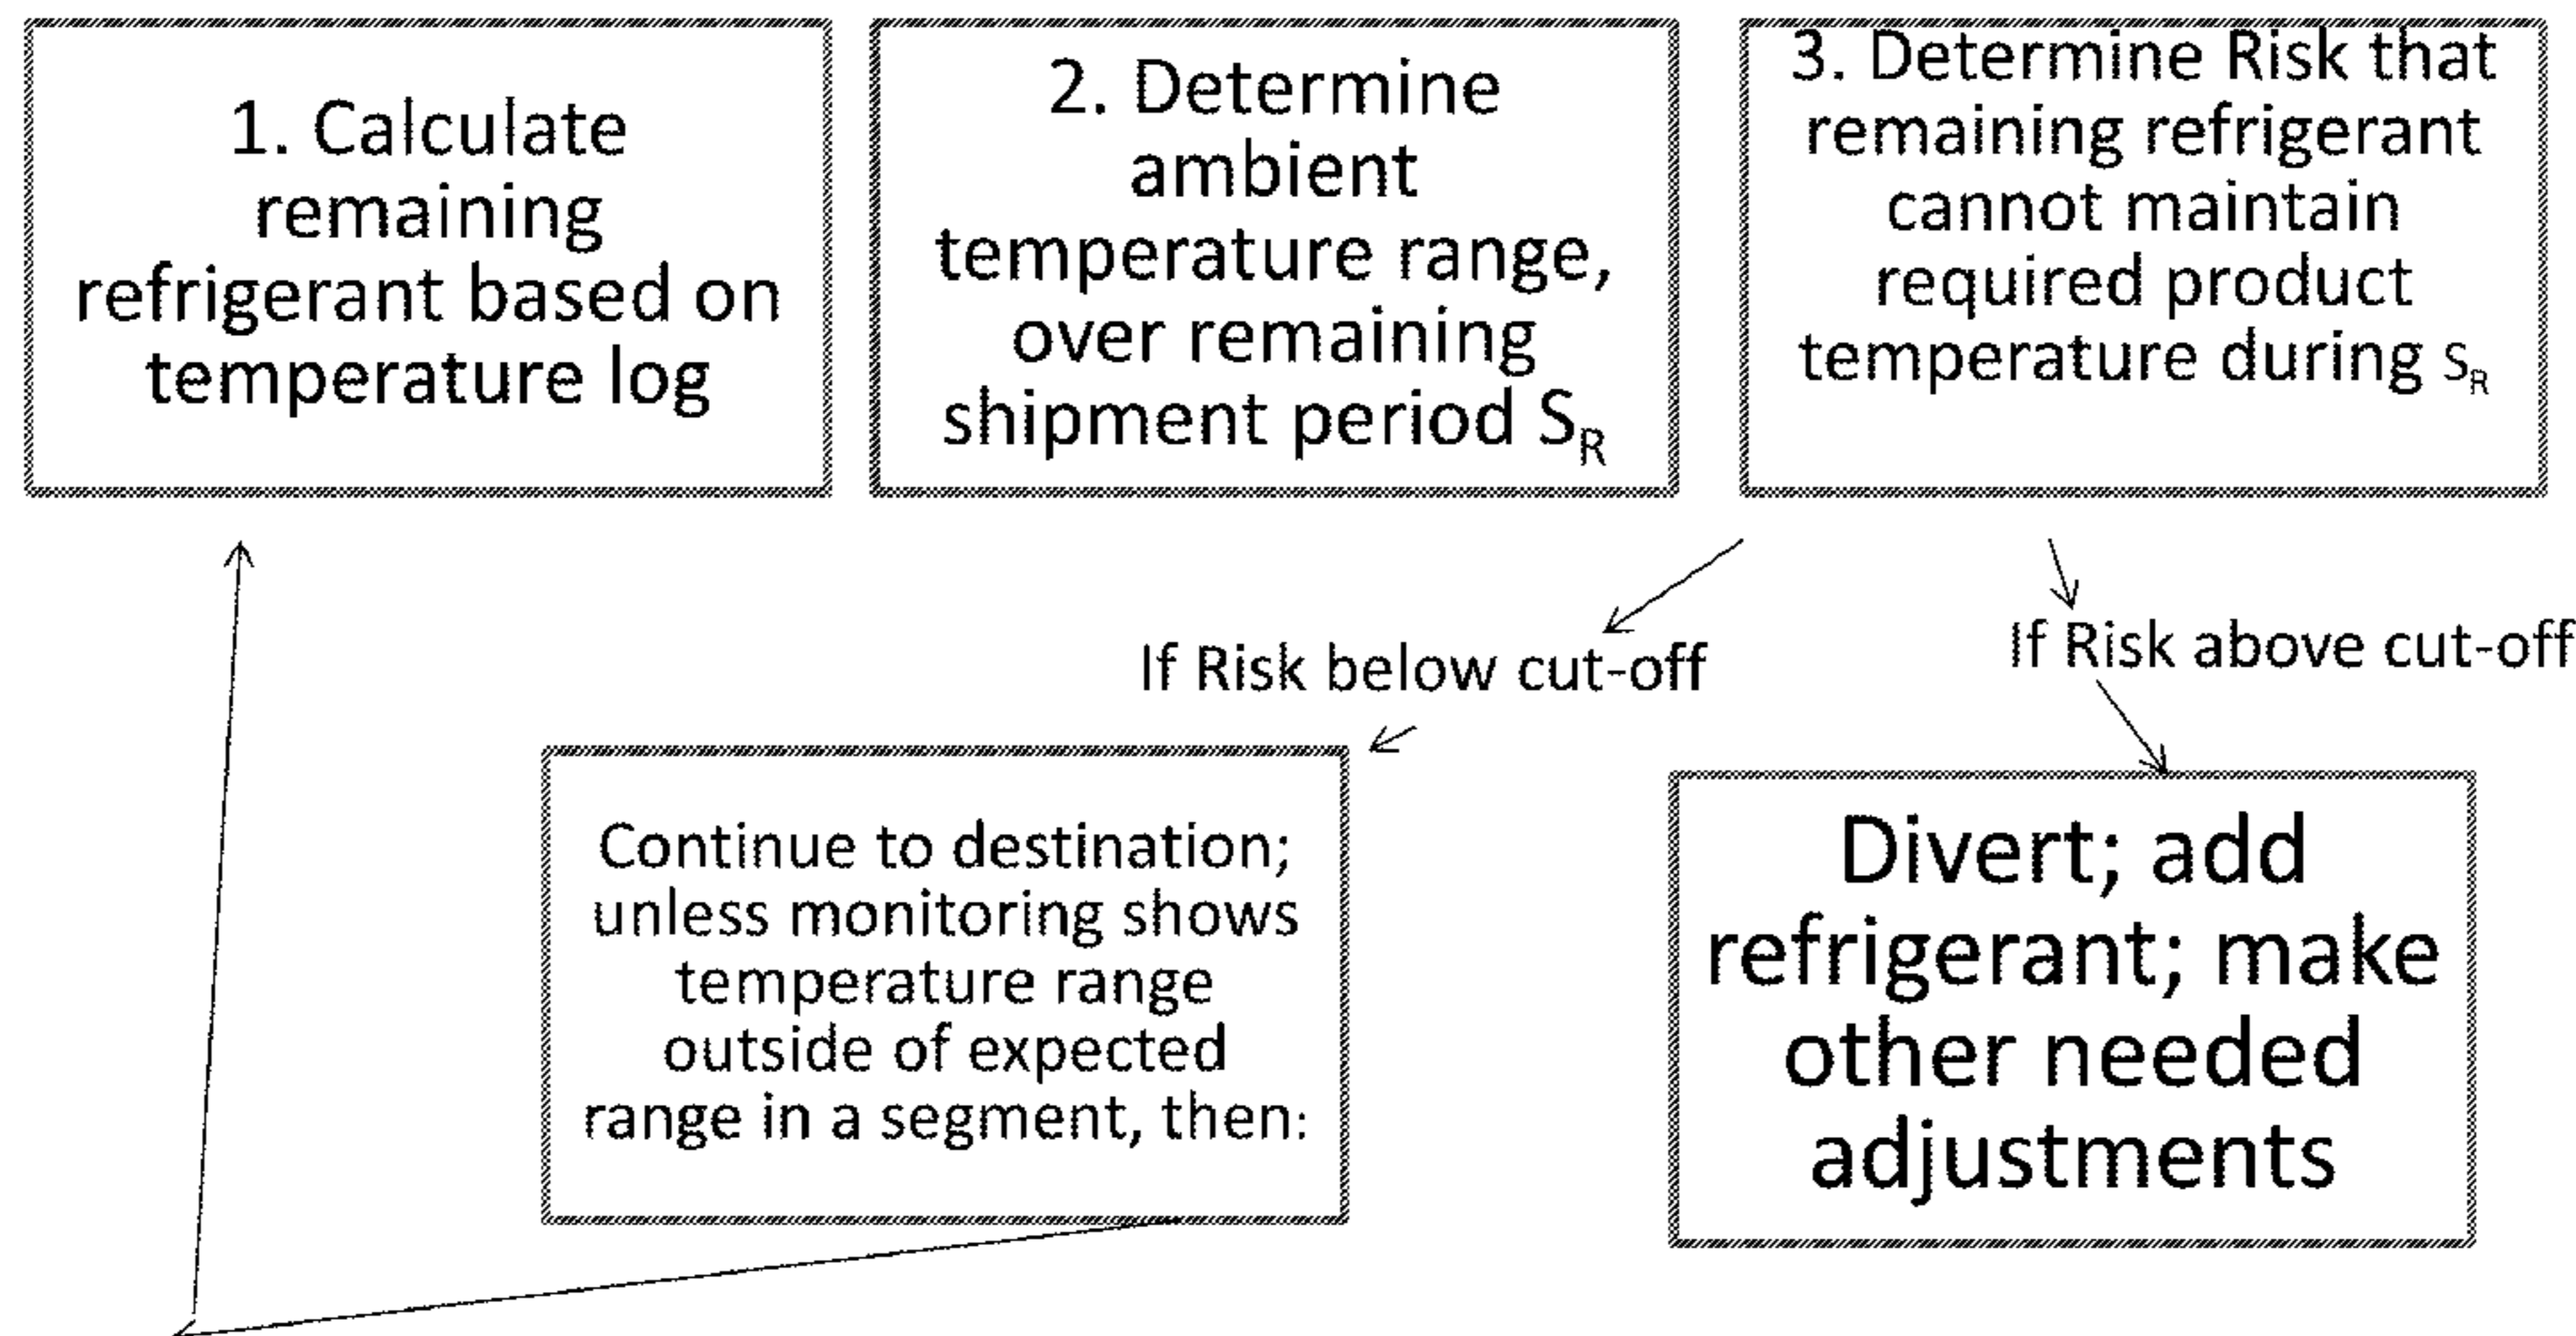 1. Calculate
remaining
refrigerant based on
temperature log
2. Determine
ambient
temperature range,
over remaining
shipment period S_R
3. Determine Risk that
remaining refrigerant
cannot maintain
required product
temperature during S_R
If Risk below cut-off
If Risk above cut-off
Continue to destination;
unless monitoring shows
temperature range
outside of expected
range in a segment, then:
Divert; add
refrigerant; make
other needed
adjustments